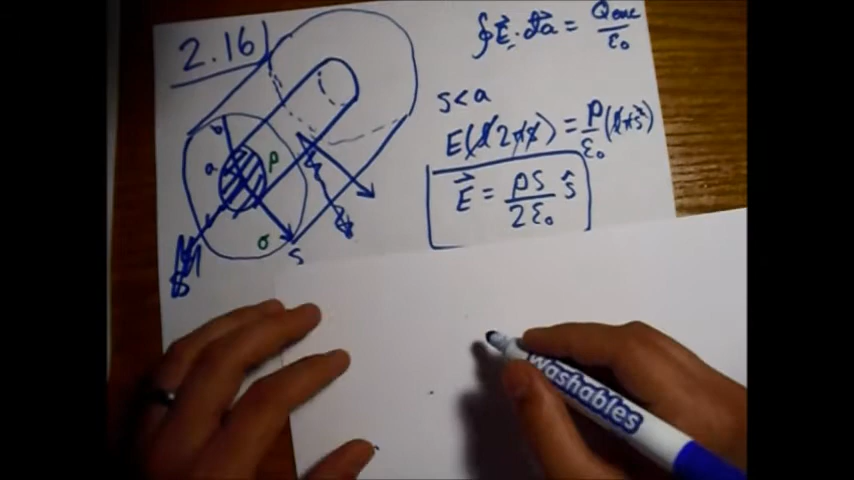 2.16
∮E⃗·da⃗ = Qenc/ε₀
s<a
E(l2πs) = ρ/ε₀ (lπs²)
E⃗ = ρs/2ε₀ ŝ
b
a
ρ
σ
s
washables